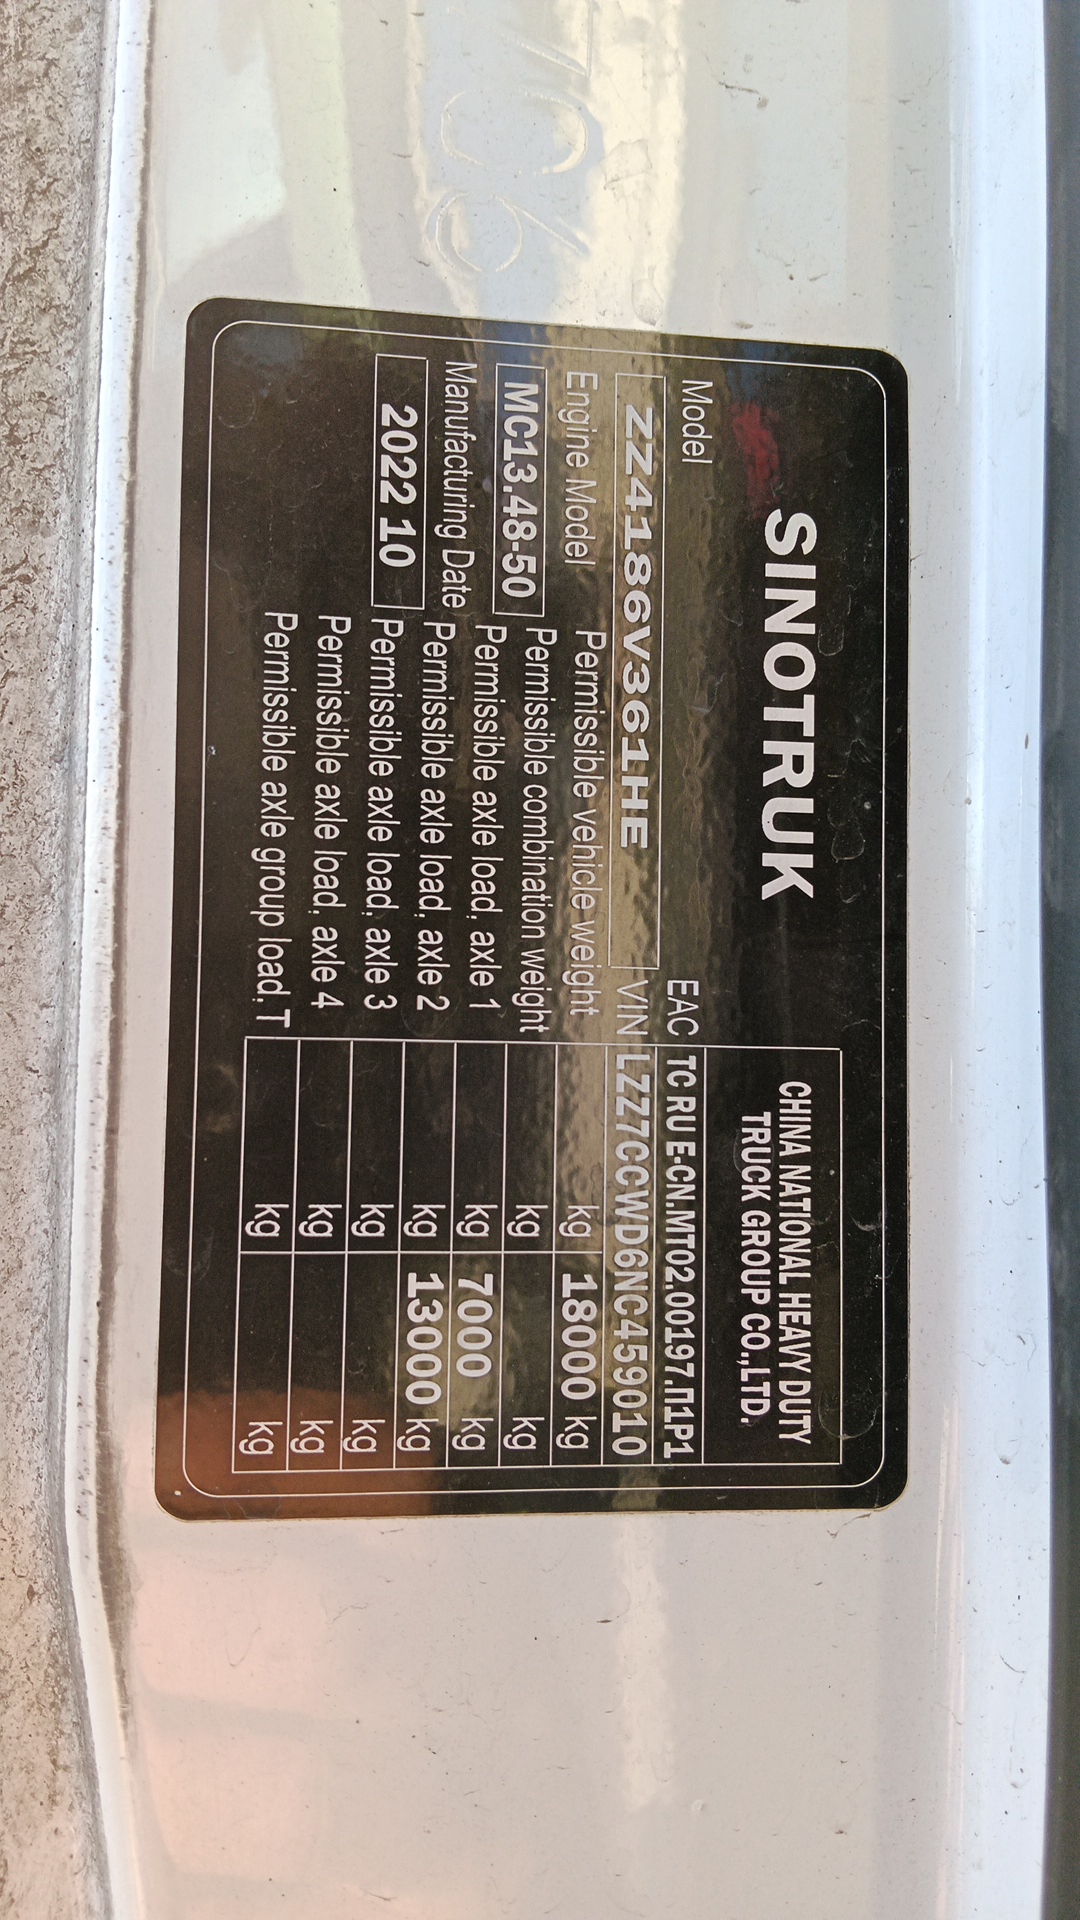 SINOTRUK
CHINA NATIONAL HEAVY DUTY
TRUCK GROUP CO.,LTD.
Model
EAC TC RU E-CN.MT02.00197.П1P1
ZZ4186V361HE
VIN LZZ7CCWD6NC459010
Engine Model
MC13.48-50
Manufacturing Date
2022 10
Permissible vehicle weight kg 18000 kg
Permissible combination weight kg kg
Permissible axle load, axle 1 kg 7000 kg
Permissible axle load, axle 2 kg 13000 kg
Permissible axle load, axle 3 kg kg
Permissible axle load, axle 4 kg kg
Permissible axle group load, T kg kg